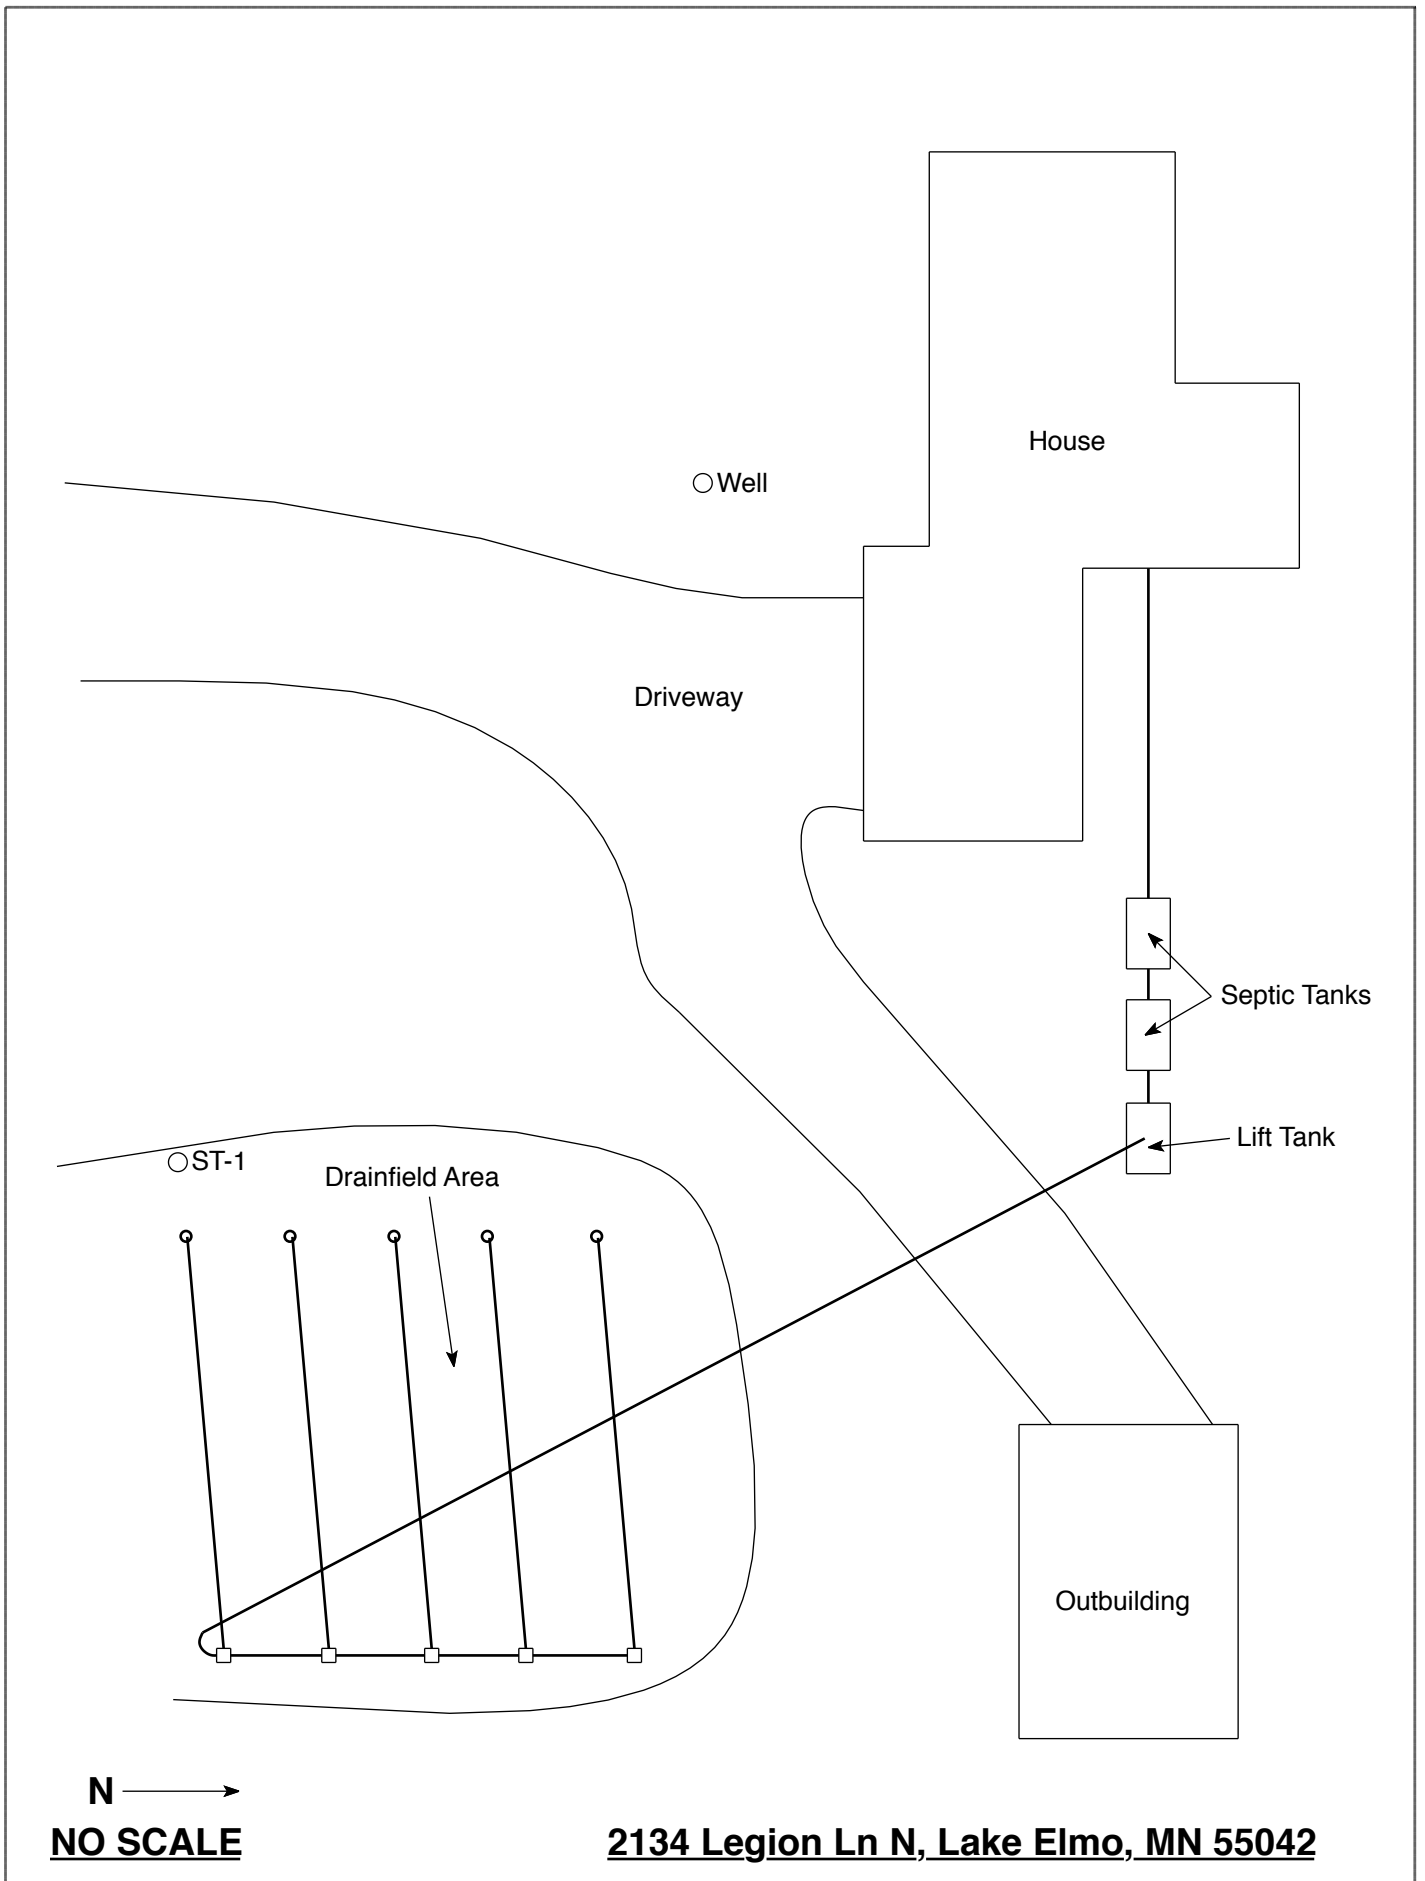 House
Well
Driveway
Septic Tanks
Lift Tank
ST-1
Drainfield Area
Outbuilding
N
NO SCALE
2134 Legion Ln N, Lake Elmo, MN 55042